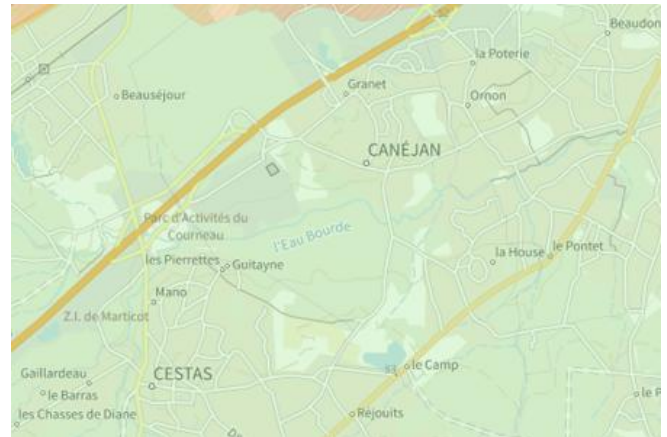 Beaudon
la Poterie
Granet
Beauséjour
Ornon
CANÉJAN
Parc d'Activités du
Courneau
l'Eau Bourde
la House
le Pontet
les Pierrettes
Guitayne
Mano
Z.I. de Marticot
Gaillardeau
CESTAS
le Camp
le Barras
le P
les Chasses de Diane
Réjouits